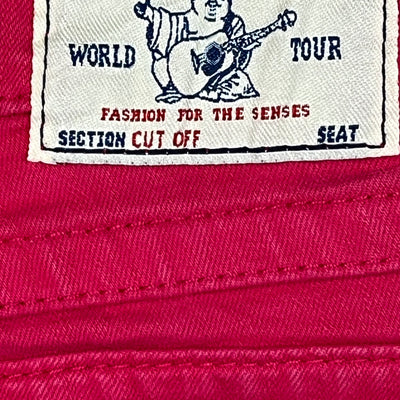 WORLD TOUR
FASHION FOR THE SENSES
SECTION CUT OFF SEAT